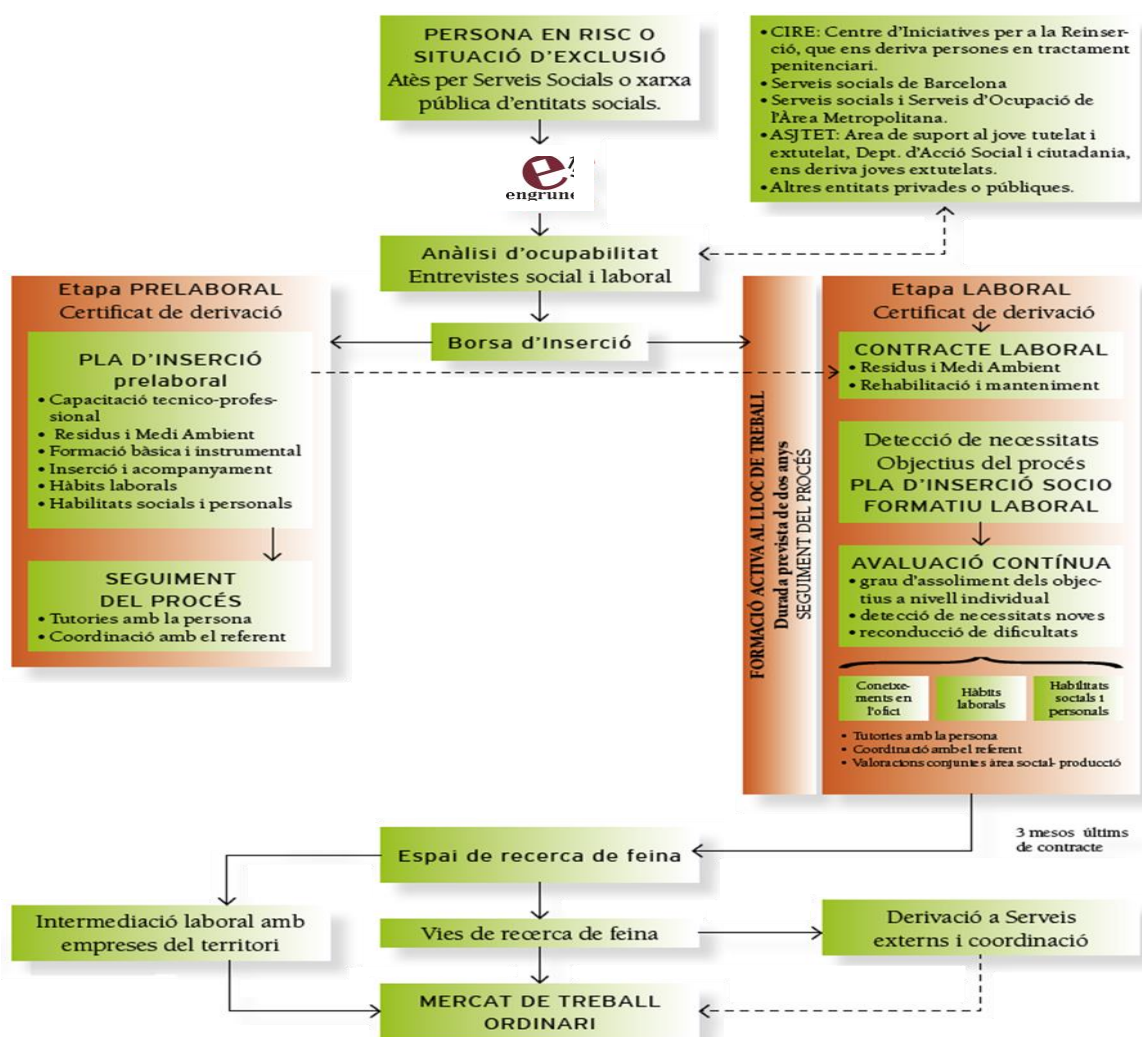 PERSONA EN RISC O
SITUACIÓ D'EXCLUSIÓ
Atès per Serveis Socials o xarxa
pública d'entitats socials.
• CIRE: Centre d'Iniciatives per a la Reinser-
ció, que ens deriva persones en tractament
penitenciari.
• Serveis socials de Barcelona
• Serveis socials i Serveis d'Ocupació de
l'Àrea Metropolitana.
• ASJTET: Area de suport al jove tutelat i
extutelat, Dept. d'Acció Social i ciutadania,
ens deriva joves extutelats.
• Altres entitats privades o públiques.
e
engrune
Anàlisi d'ocupabilitat
Entrevistes social i laboral
Borsa d'Inserció
Etapa PRELABORAL
Certificat de derivació
PLA D'INSERCIÓ
prelaboral
• Capacitació tecnico-profes-
sional
• Residus i Medi Ambient
• Formació bàsica i instrumental
• Inserció i acompanyament
• Hàbits laborals
• Habilitats socials i personals
SEGUIMENT
DEL PROCÉS
• Tutories amb la persona
• Coordinació amb el referent
FORMACIÓ ACTIVA AL LLOC DE TREBALL
Durada prevista de dos anys
SEGUIMENT DEL PROCÉS
Etapa LABORAL
Certificat de derivació
CONTRACTE LABORAL
• Residus i Medi Ambient
• Rehabilitació i manteniment
Detecció de necessitats
Objectius del procés
PLA D'INSERCIÓ SOCIO
FORMATIU LABORAL
AVALUACIÓ CONTÍNUA
• grau d'assoliment dels objec-
tius a nivell individual
• detecció de necessitats noves
• reconducció de dificultats
Coneixe-
ments en
l'ofici
Hàbits
laborals
Habilitats
socials i
personals
• Tutories amb la persona
• Coordinació amb el referent
• Valoracions conjuntes àrea social- producció
3 mesos últims
de contracte
Espai de recerca de feina
Intermediació laboral amb
empreses del territori
Vies de recerca de feina
Derivació a Serveis
externs i coordinació
MERCAT DE TREBALL
ORDINARI